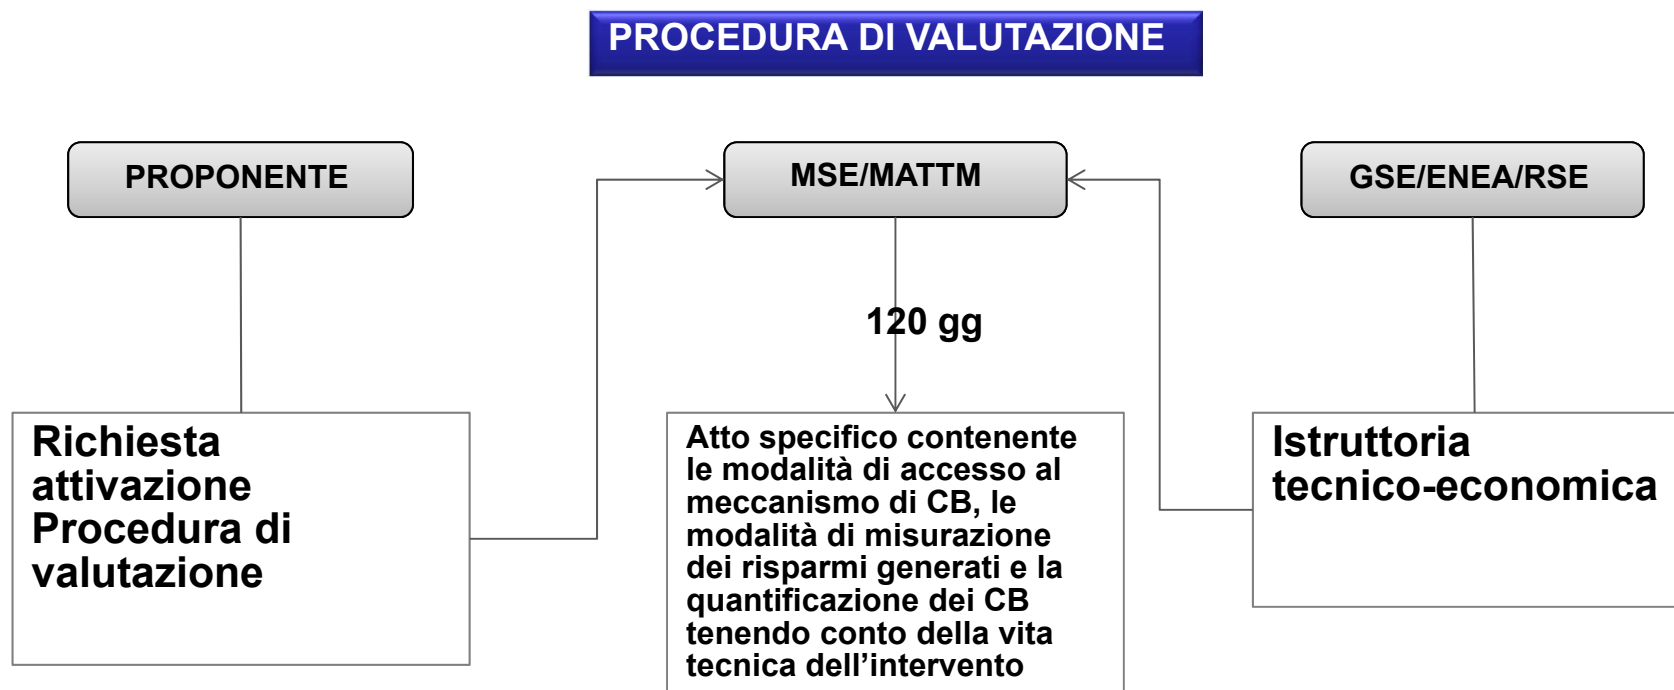 PROCEDURA DI VALUTAZIONE
PROPONENTE
MSE/MATTM
GSE/ENEA/RSE
120 gg
Richiesta
attivazione
Procedura di
valutazione
Atto specifico contenente
le modalità di accesso al
meccanismo di CB, le
modalità di misurazione
dei risparmi generati e la
quantificazione dei CB
tenendo conto della vita
tecnica dell’intervento
Istruttoria
tecnico-economica